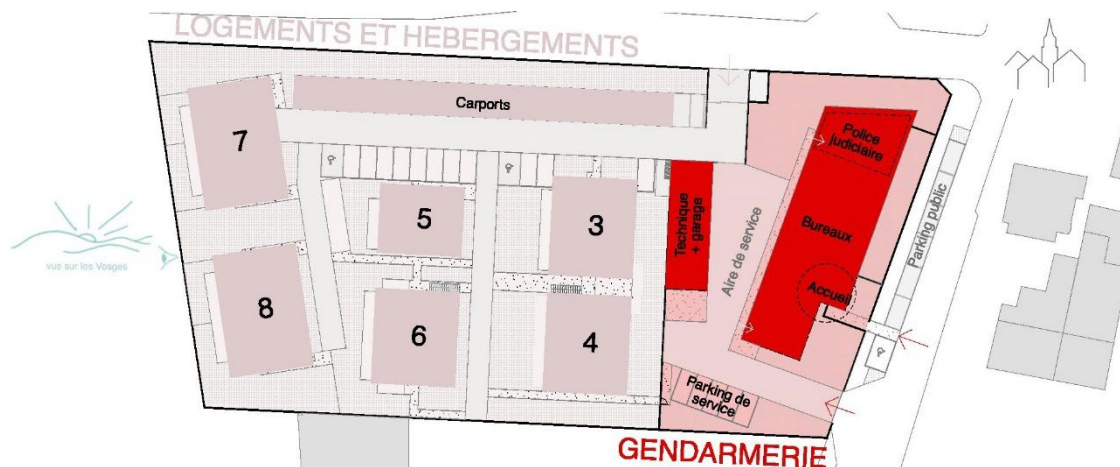 LOGEMENTS ET HEBERGEMENTS
Carports
7
Police
judiciaire
5
3
Technique
+ garage
Aire de service
Bureaux
Parking public
vue sur les Vosges
8
6
4
Accueil
Parking de
service
GENDARMERIE